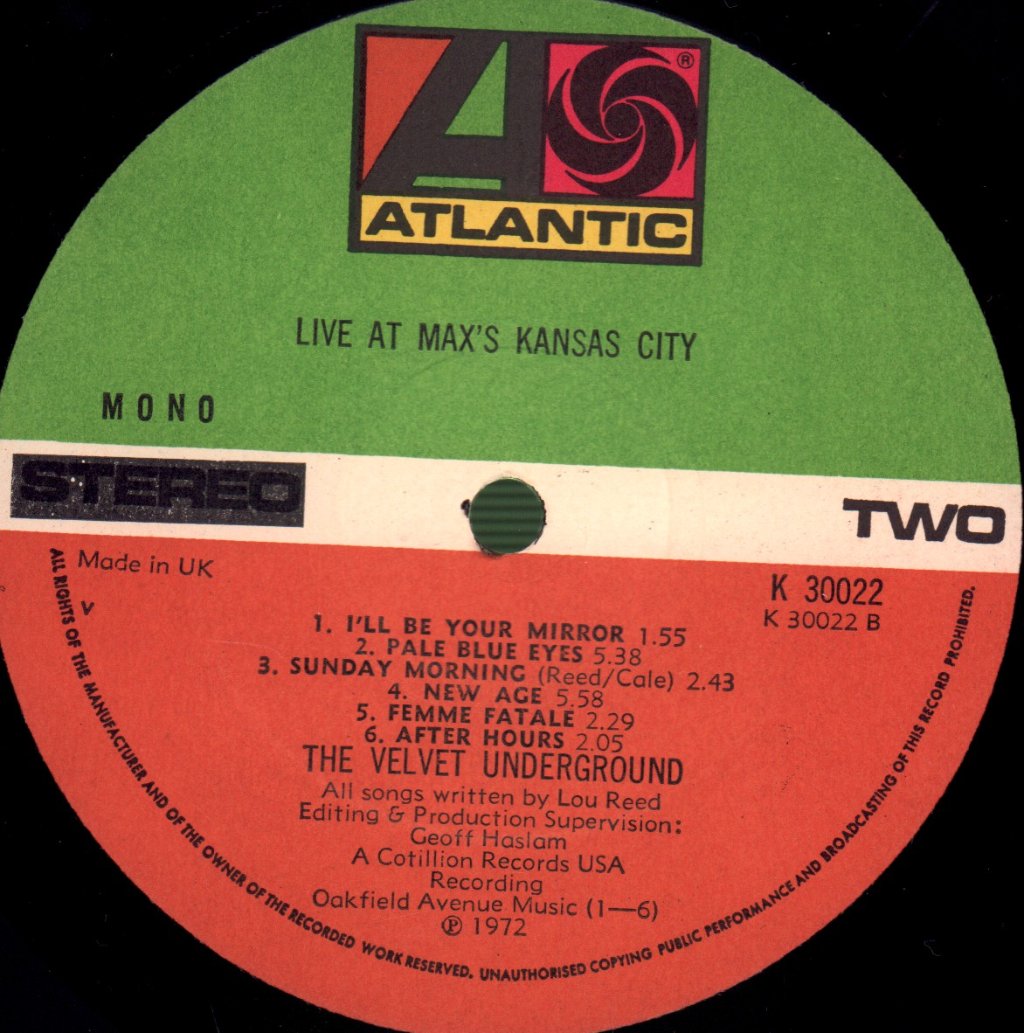 ®
ATLANTIC
LIVE AT MAX'S KANSAS CITY
MONO
STEREO
TWO
Made in UK
K 30022
K 30022 B
1. I'LL BE YOUR MIRROR 1.55
2. PALE BLUE EYES 5.38
3. SUNDAY MORNING (Reed/Cale) 2.43
4. NEW AGE 5.58
5. FEMME FATALE 2.29
6. AFTER HOURS 2.05
THE VELVET UNDERGROUND
All songs written by Lou Reed
Editing & Production Supervision:
Geoff Haslam
A Cotillion Records USA
Recording
Oakfield Avenue Music (1—6)
℗ 1972
ALL RIGHTS OF THE MANUFACTURER AND OF THE OWNER OF THE RECORDED WORK RESERVED. UNAUTHORISED COPYING PUBLIC PERFORMANCE AND BROADCASTING OF THIS RECORD PROHIBITED.